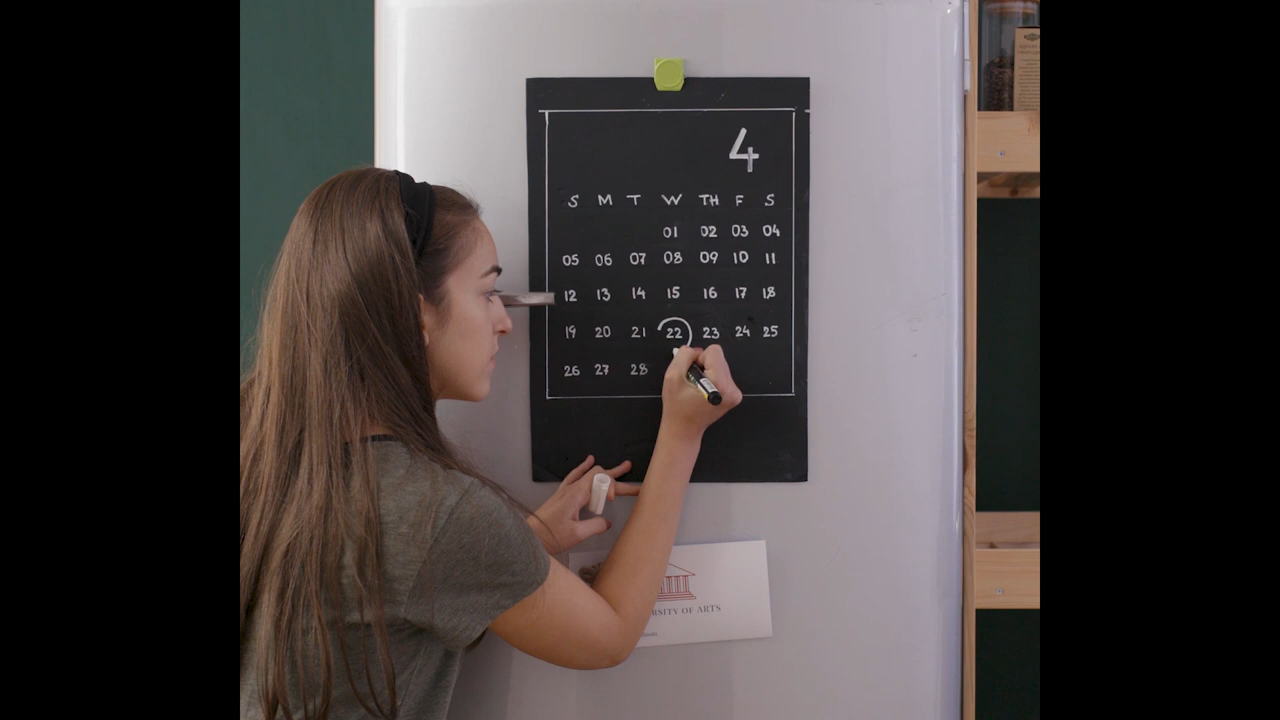 4
S M T W TH F S
01 02 03 04
05 06 07 08 09 10 11
12 13 14 15 16 17 18
19 20 21 22 23 24 25
26 27 28
OF ARTS